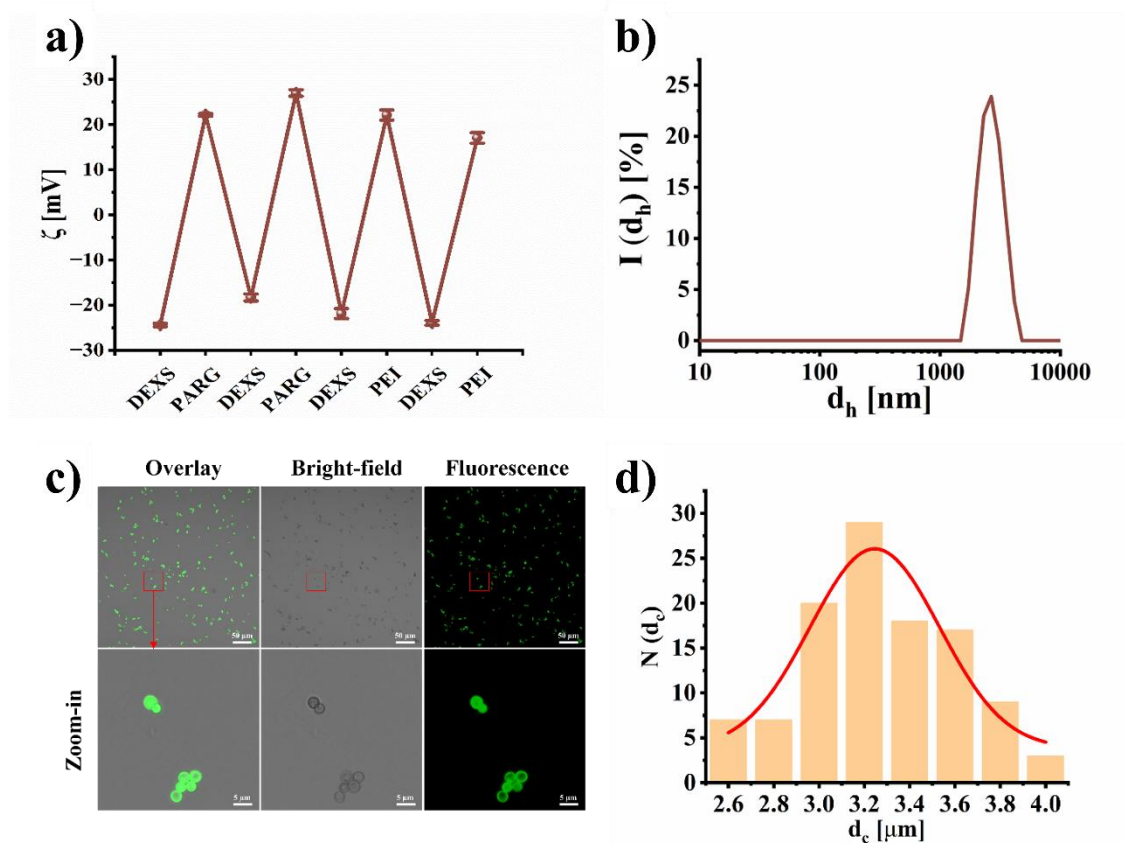 a)
ζ [mV]
30
20
10
0
−10
−20
−30
DEXS
PARG
DEXS
PARG
DEXS
PEI
DEXS
PEI
b)
I (dh) [%]
25
20
15
10
5
0
10
100
1000
10000
dh [nm]
c)
Overlay
Bright-field
Fluorescence
50 μm
50 μm
50 μm
Zoom-in
5 μm
5 μm
5 μm
d)
N (dc)
30
25
20
15
10
5
0
2.6
2.8
3.0
3.2
3.4
3.6
3.8
4.0
dc [μm]